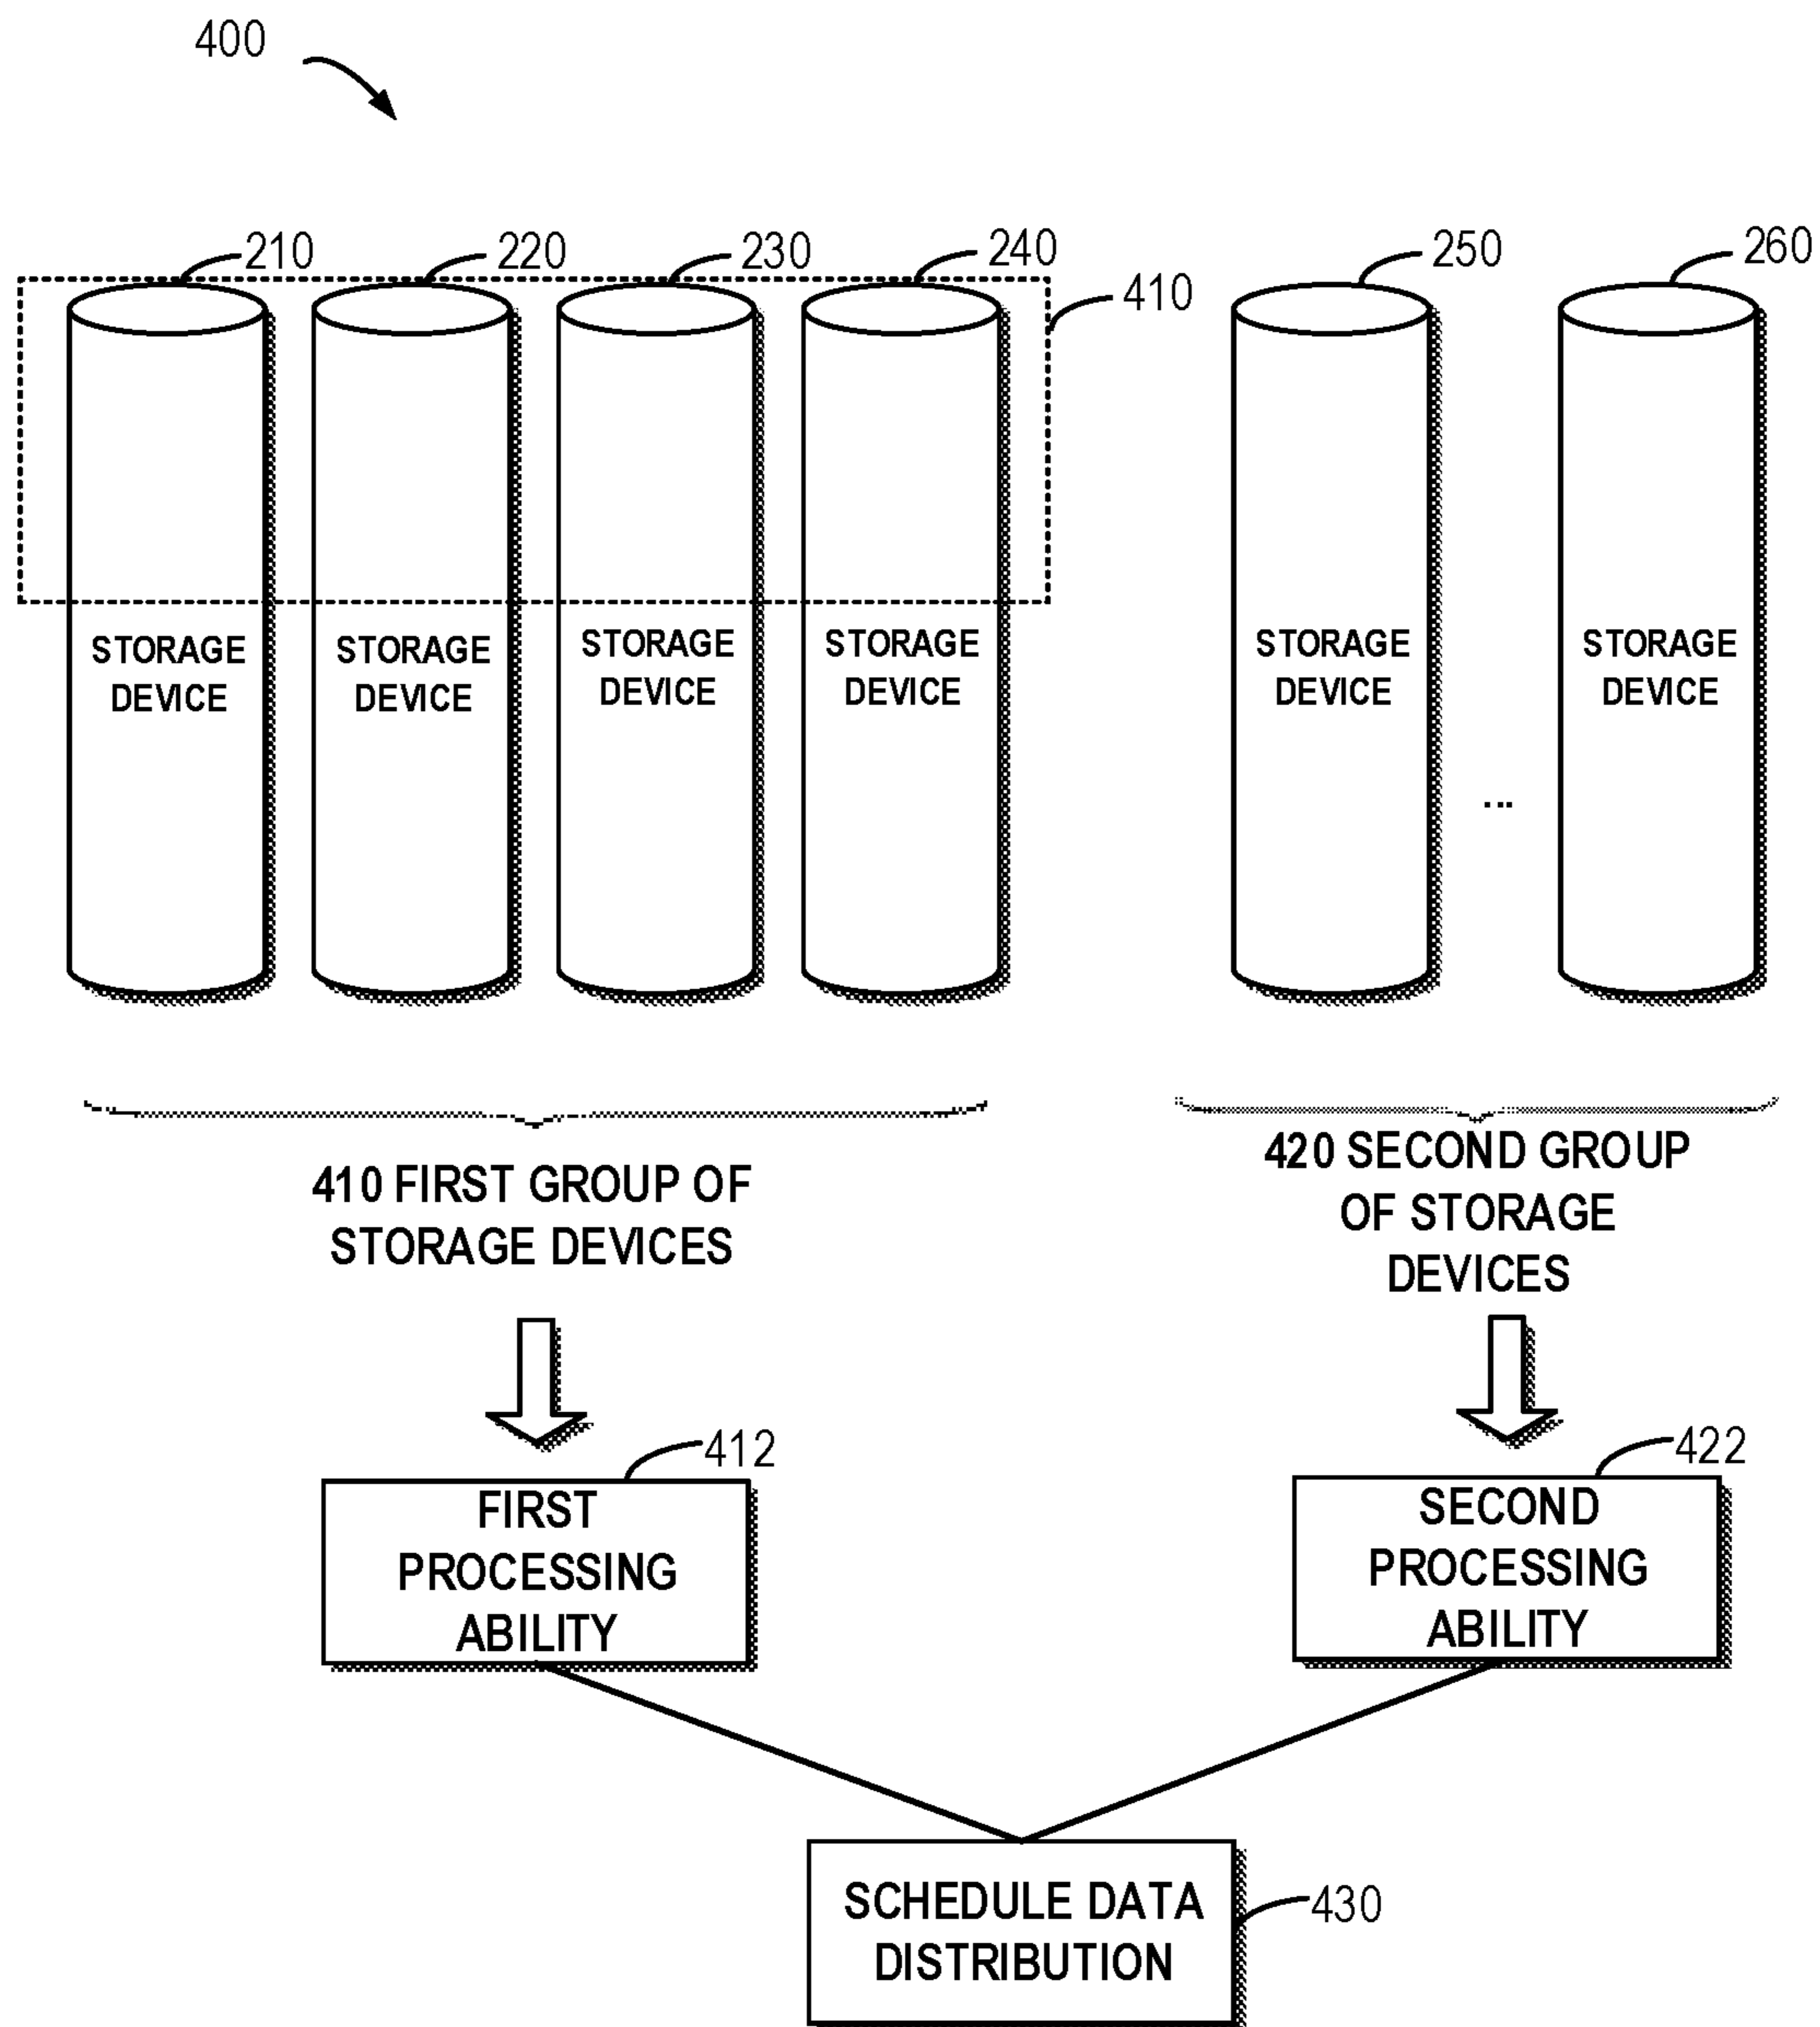 400
210
220
230
240
250
260
410
STORAGE
DEVICE
STORAGE
DEVICE
STORAGE
DEVICE
STORAGE
DEVICE
STORAGE
DEVICE
STORAGE
DEVICE
...
410 FIRST GROUP OF
STORAGE DEVICES
420 SECOND GROUP
OF STORAGE
DEVICES
412
FIRST
PROCESSING
ABILITY
422
SECOND
PROCESSING
ABILITY
SCHEDULE DATA
DISTRIBUTION
430